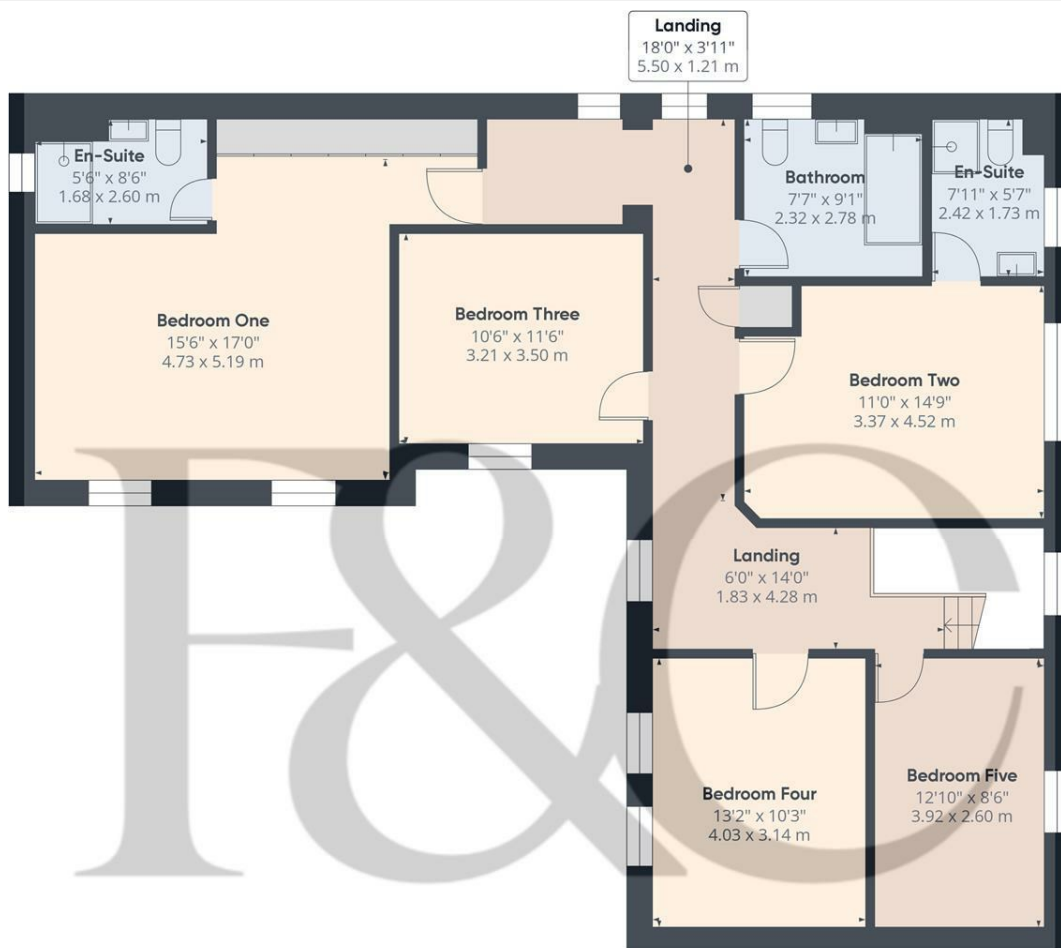 Landing
18'0" x 3'11"
5.50 x 1.21 m
En-Suite
5'6" x 8'6"
1.68 x 2.60 m
Bathroom
7'7" x 9'1"
2.32 x 2.78 m
En-Suite
7'11" x 5'7"
2.42 x 1.73 m
Bedroom One
15'6" x 17'0"
4.73 x 5.19 m
Bedroom Three
10'6" x 11'6"
3.21 x 3.50 m
Bedroom Two
11'0" x 14'9"
3.37 x 4.52 m
Landing
6'0" x 14'0"
1.83 x 4.28 m
Bedroom Four
13'2" x 10'3"
4.03 x 3.14 m
Bedroom Five
12'10" x 8'6"
3.92 x 2.60 m
F&C